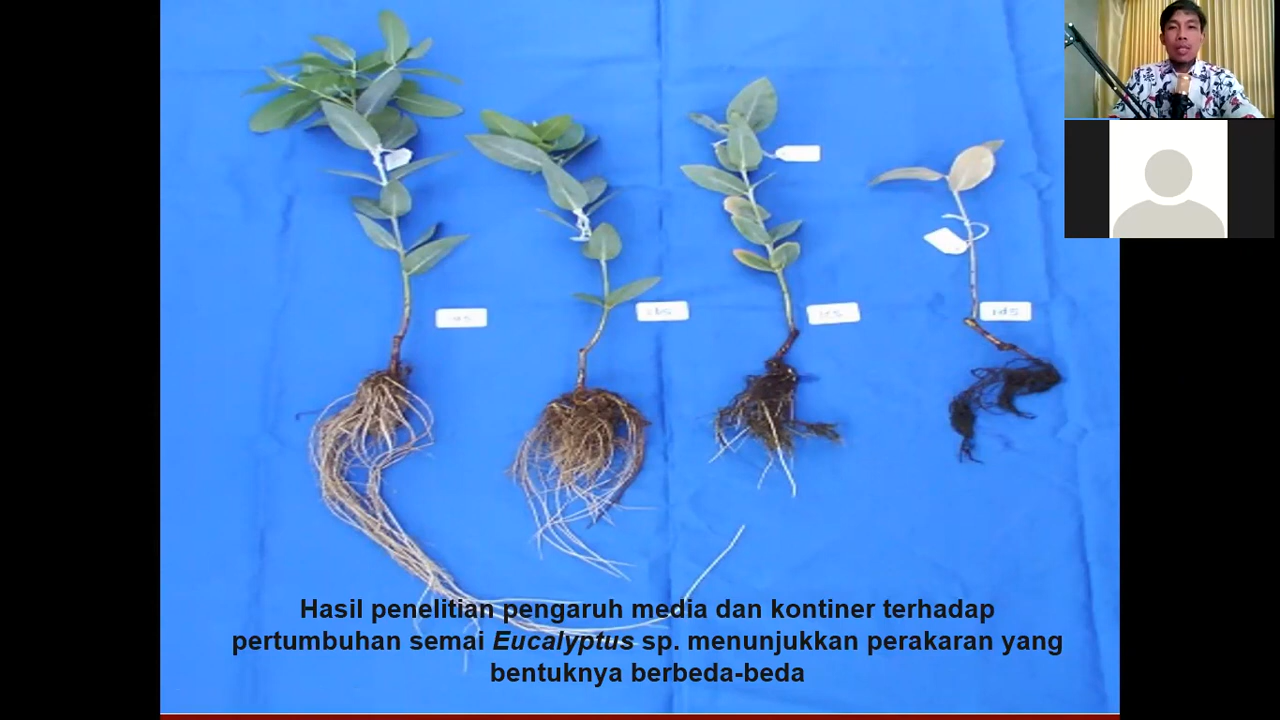 Hasil penelitian pengaruh media dan kontiner terhadap
pertumbuhan semai Eucalyptus sp. menunjukkan perakaran yang
bentuknya berbeda-beda